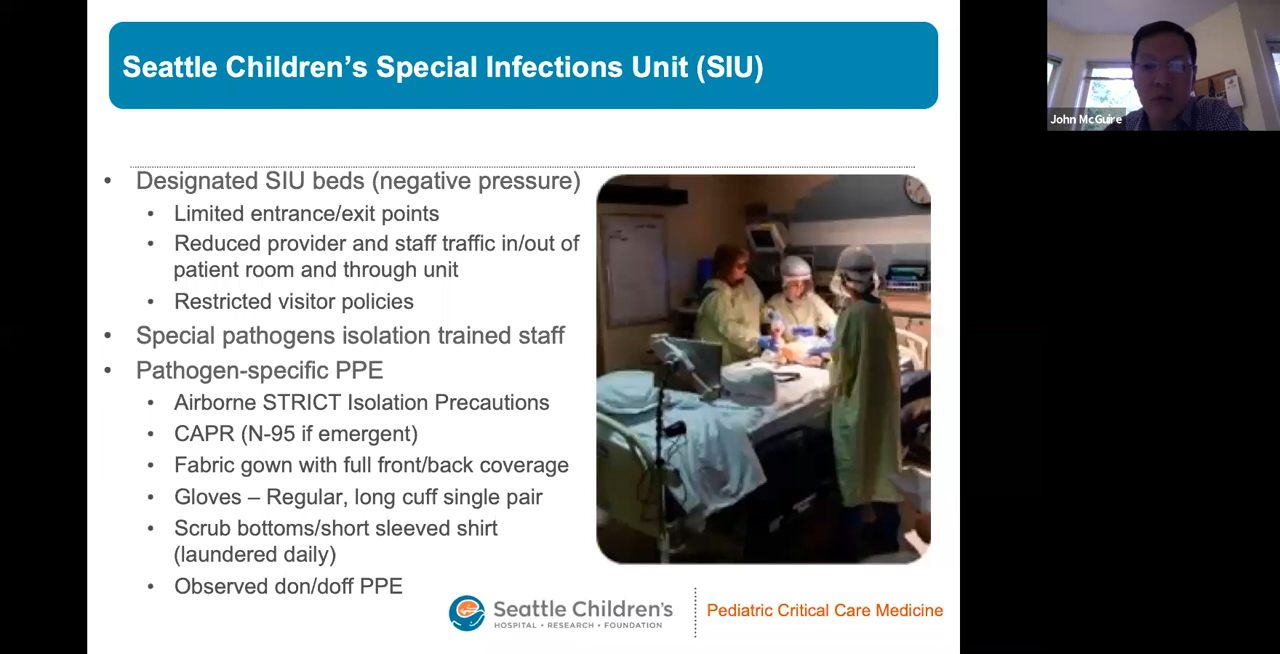 Seattle Children's Special Infections Unit (SIU)
John McGuire
• Designated SIU beds (negative pressure)
• Limited entrance/exit points
• Reduced provider and staff traffic in/out of
patient room and through unit
• Restricted visitor policies
• Special pathogens isolation trained staff
• Pathogen-specific PPE
• Airborne STRICT Isolation Precautions
• CAPR (N-95 if emergent)
• Fabric gown with full front/back coverage
• Gloves – Regular, long cuff single pair
• Scrub bottoms/short sleeved shirt
(laundered daily)
• Observed don/doff PPE
Seattle Children's
HOSPITAL • RESEARCH • FOUNDATION
Pediatric Critical Care Medicine